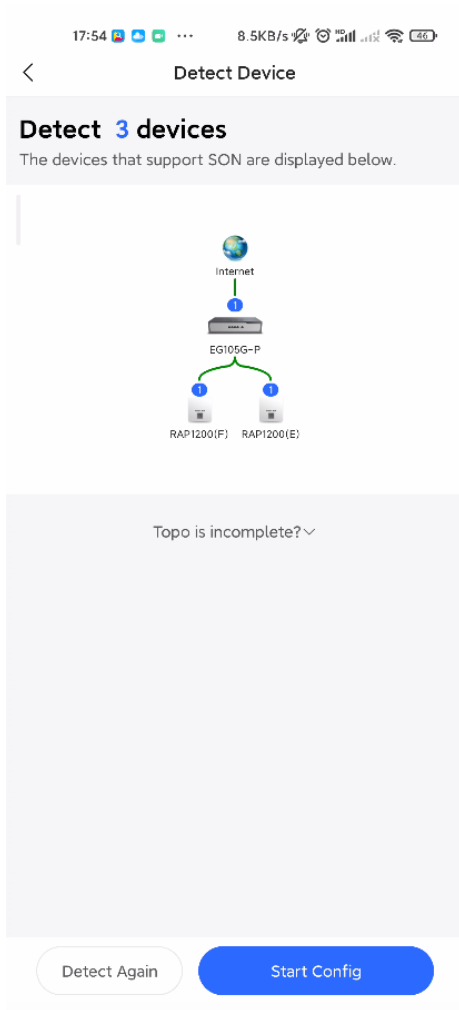 17:54 ··· 8.5KB/s HD 46
Detect Device
Detect 3 devices
The devices that support SON are displayed below.
Internet
1
EG105G-P
1 1
RAP1200(F) RAP1200(E)
Topo is incomplete?
Detect Again Start Config